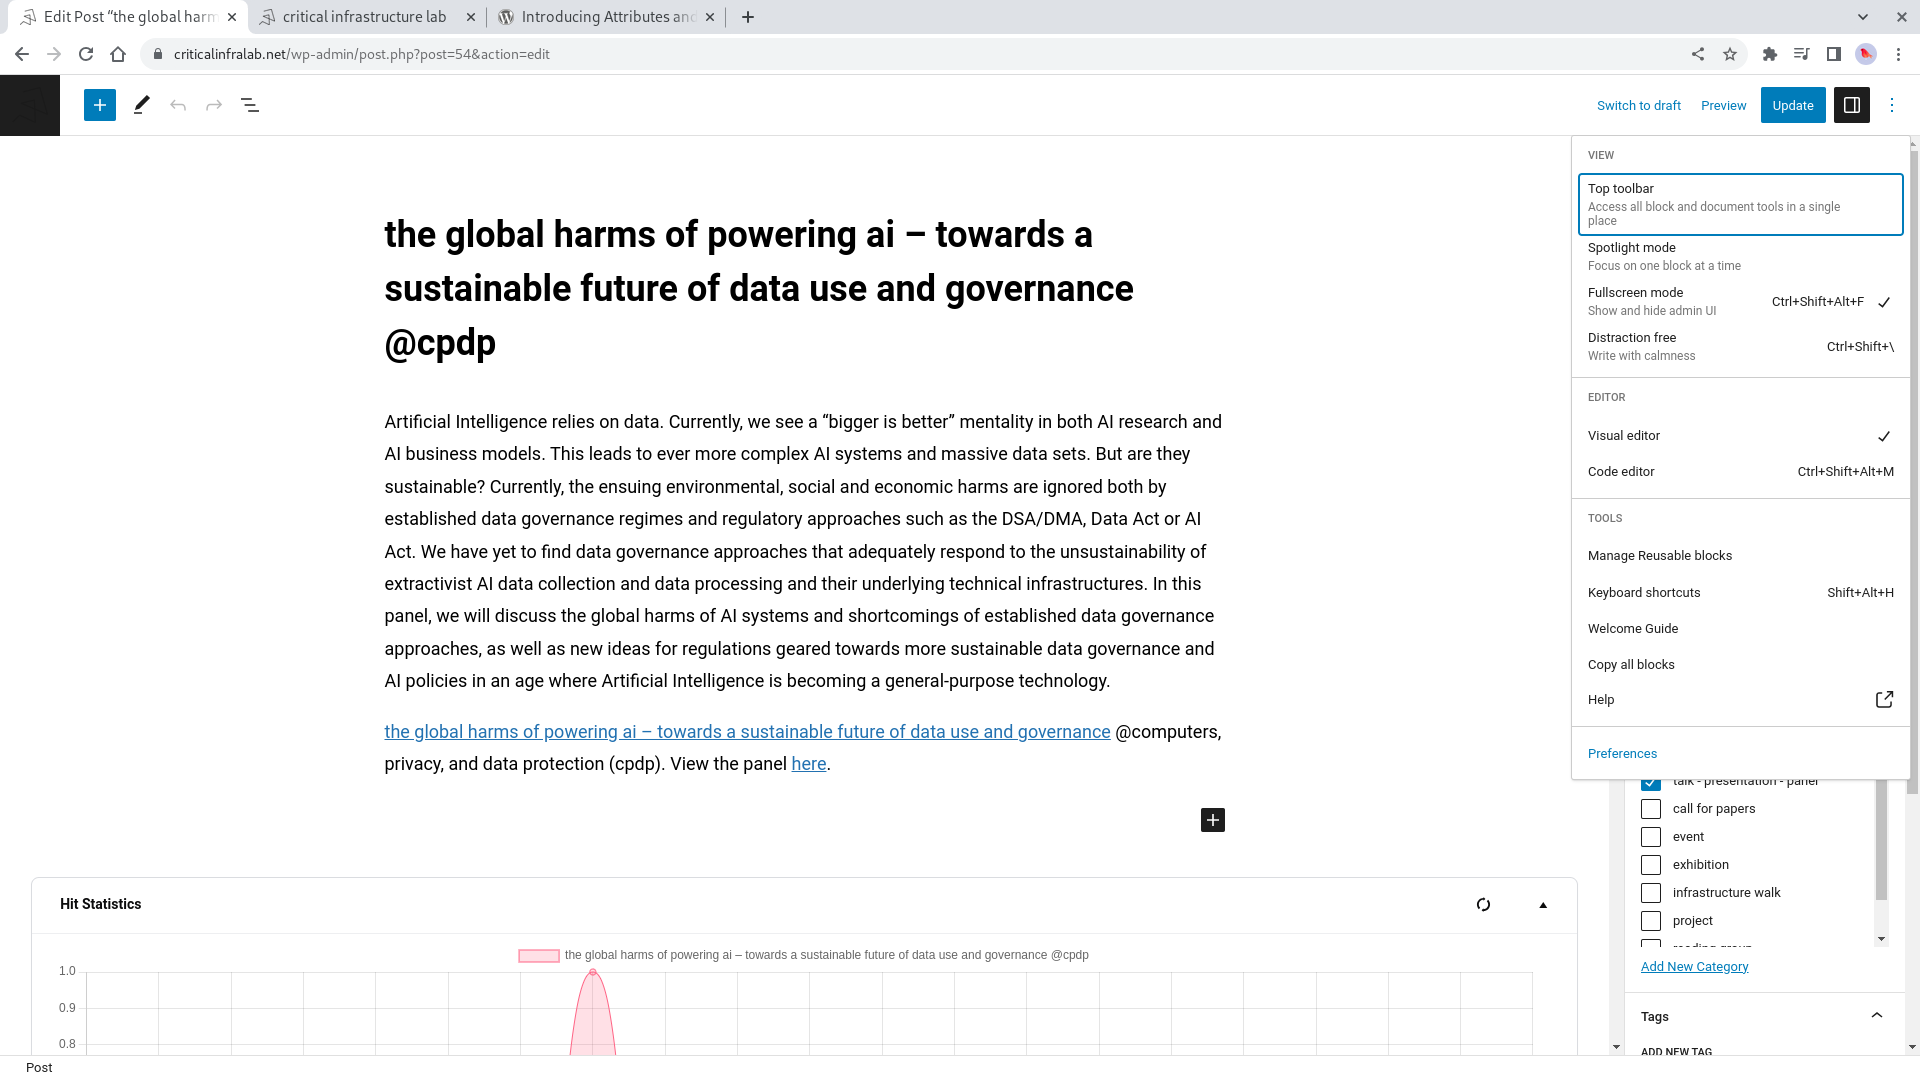 Edit Post “the global harm
critical infrastructure lab
Introducing Attributes and
criticalinfralab.net/wp-admin/post.php?post=54&action=edit
Switch to draft
Preview
Update
VIEW
Top toolbar
Access all block and document tools in a single
place
Spotlight mode
Focus on one block at a time
Fullscreen mode
Show and hide admin UI
Ctrl+Shift+Alt+F
Distraction free
Write with calmness
Ctrl+Shift+\
EDITOR
Visual editor
Code editor
Ctrl+Shift+Alt+M
TOOLS
Manage Reusable blocks
Keyboard shortcuts
Shift+Alt+H
Welcome Guide
Copy all blocks
Help
Preferences
the global harms of powering ai – towards a
sustainable future of data use and governance
@cpdp
Artificial Intelligence relies on data. Currently, we see a “bigger is better” mentality in both AI research and
AI business models. This leads to ever more complex AI systems and massive data sets. But are they
sustainable? Currently, the ensuing environmental, social and economic harms are ignored both by
established data governance regimes and regulatory approaches such as the DSA/DMA, Data Act or AI
Act. We have yet to find data governance approaches that adequately respond to the unsustainability of
extractivist AI data collection and data processing and their underlying technical infrastructures. In this
panel, we will discuss the global harms of AI systems and shortcomings of established data governance
approaches, as well as new ideas for regulations geared towards more sustainable data governance and
AI policies in an age where Artificial Intelligence is becoming a general-purpose technology.
the global harms of powering ai – towards a sustainable future of data use and governance @computers,
privacy, and data protection (cpdp). View the panel here.
talk - presentation - panel
call for papers
event
exhibition
infrastructure walk
project
reading group
Add New Category
Tags
ADD NEW TAG
Hit Statistics
the global harms of powering ai – towards a sustainable future of data use and governance @cpdp
1.0
0.9
0.8
Post